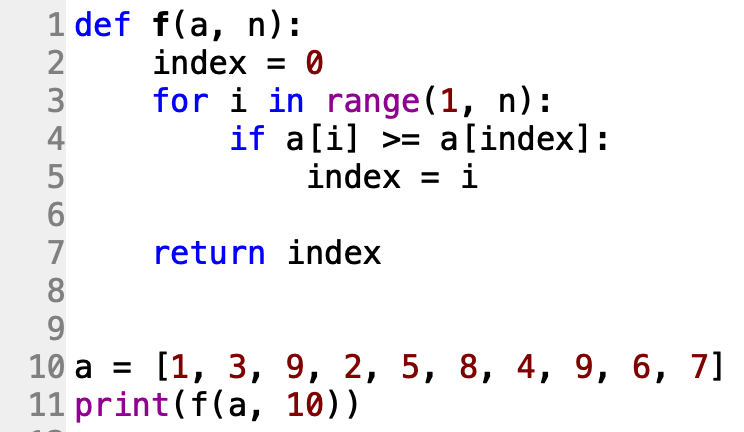 1 def f(a, n):
2     index = 0
3     for i in range(1, n):
4         if a[i] >= a[index]:
5             index = i
6
7     return index
8
9
10 a = [1, 3, 9, 2, 5, 8, 4, 9, 6, 7]
11 print(f(a, 10))